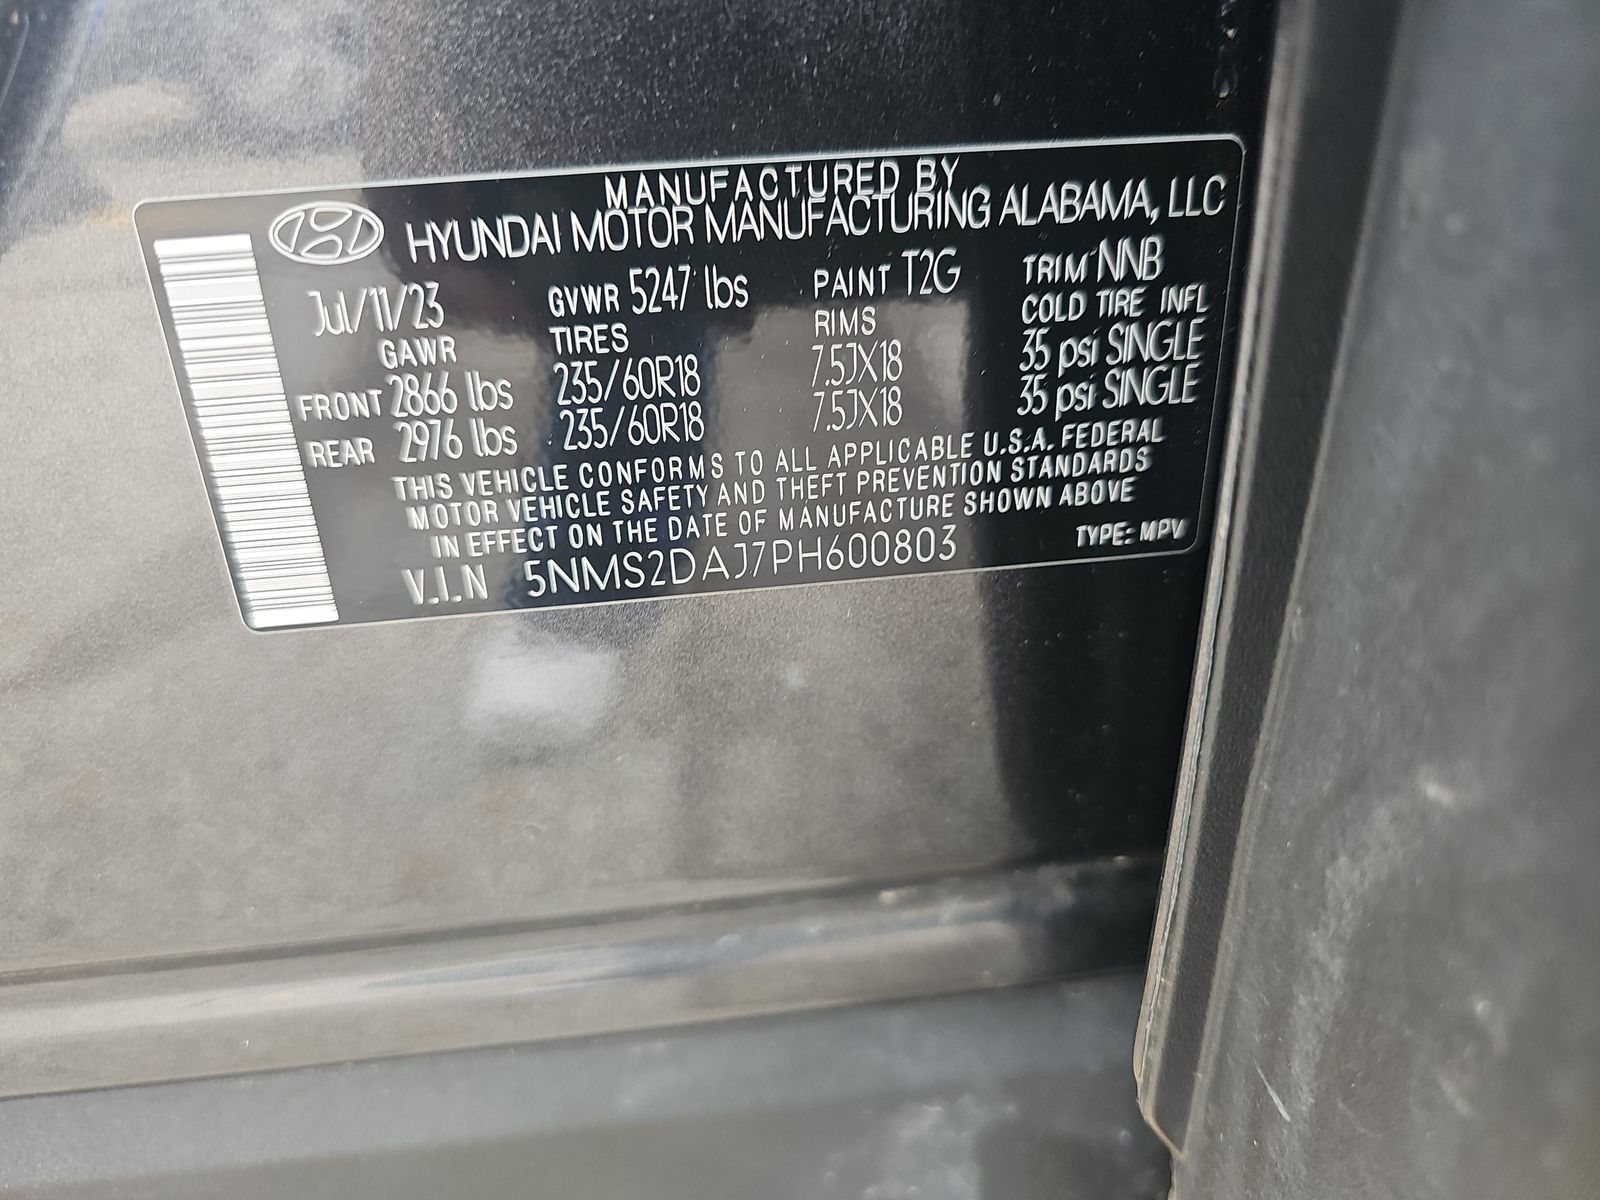 MANUFACTURED BY
HYUNDAI MOTOR MANUFACTURING ALABAMA, LLC
Jul/11/23 GVWR 5247 lbs PAINT T2G TRIM NNB
GAWR TIRES RIMS COLD TIRE INFL
FRONT 2866 lbs 235/60R18 7.5JX18 35 psi SINGLE
REAR 2976 lbs 235/60R18 7.5JX18 35 psi SINGLE
THIS VEHICLE CONFORMS TO ALL APPLICABLE U.S.A. FEDERAL
MOTOR VEHICLE SAFETY AND THEFT PREVENTION STANDARDS
IN EFFECT ON THE DATE OF MANUFACTURE SHOWN ABOVE
V.I.N 5NMS2DAJ7PH600803 TYPE: MPV